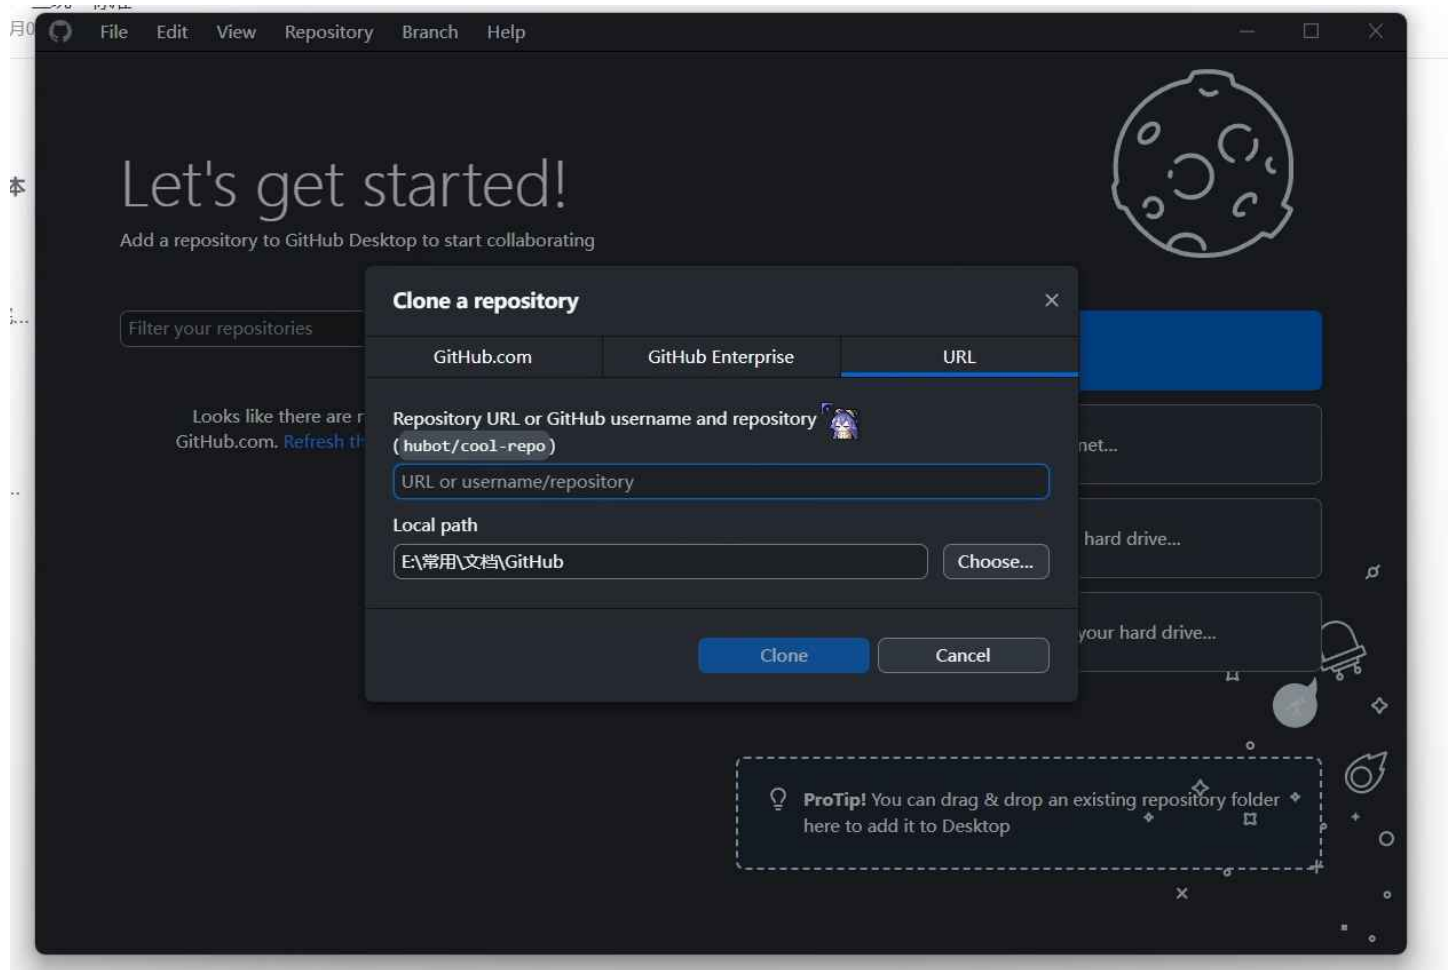 月0
File Edit View Repository Branch Help
本
Let's get started!
Add a repository to GitHub Desktop to start collaborating
Clone a repository
Filter your repositories
GitHub.com GitHub Enterprise URL
Looks like there are
GitHub.com. Refresh
Repository URL or GitHub username and repository
(hubot/cool-repo)
net...
URL or username/repository
Local path
hard drive...
E:\常用\文档\GitHub Choose...
your hard drive...
Clone Cancel
ProTip! You can drag & drop an existing repository folder
here to add it to Desktop